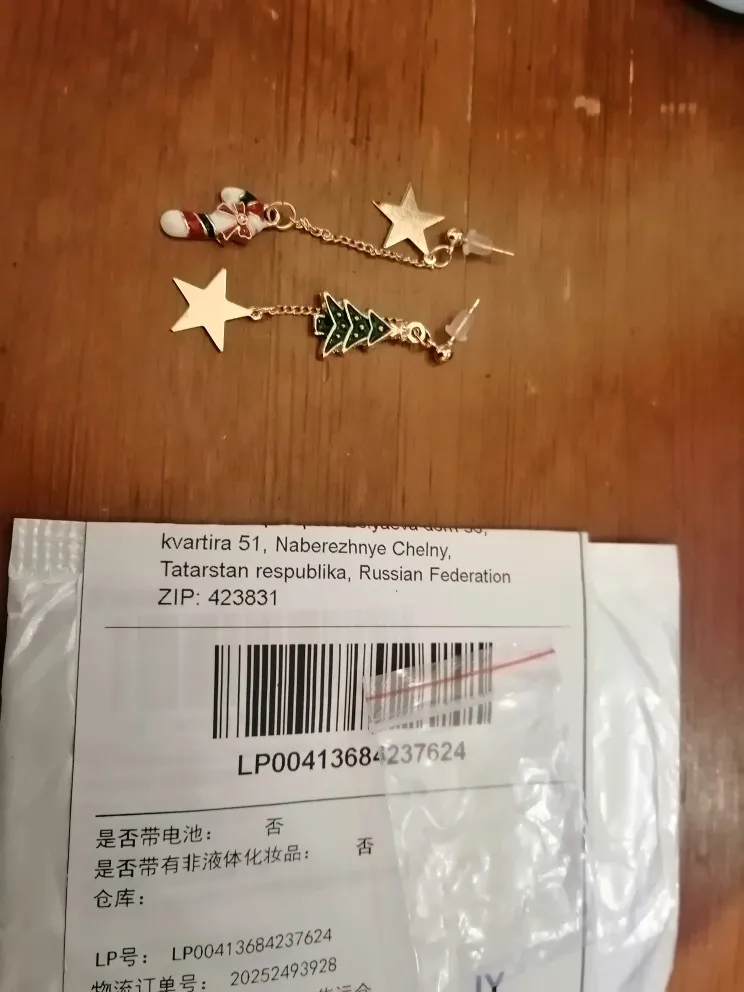 kvartira 51, Naberezhnye Chelny,
Tatarstan respublika, Russian Federation
ZIP: 423831
LP00413684237624
是否带电池： 否
是否带有非液体化妆品： 否
仓库：
LP号： LP00413684237624
物流订单号： 20252493928